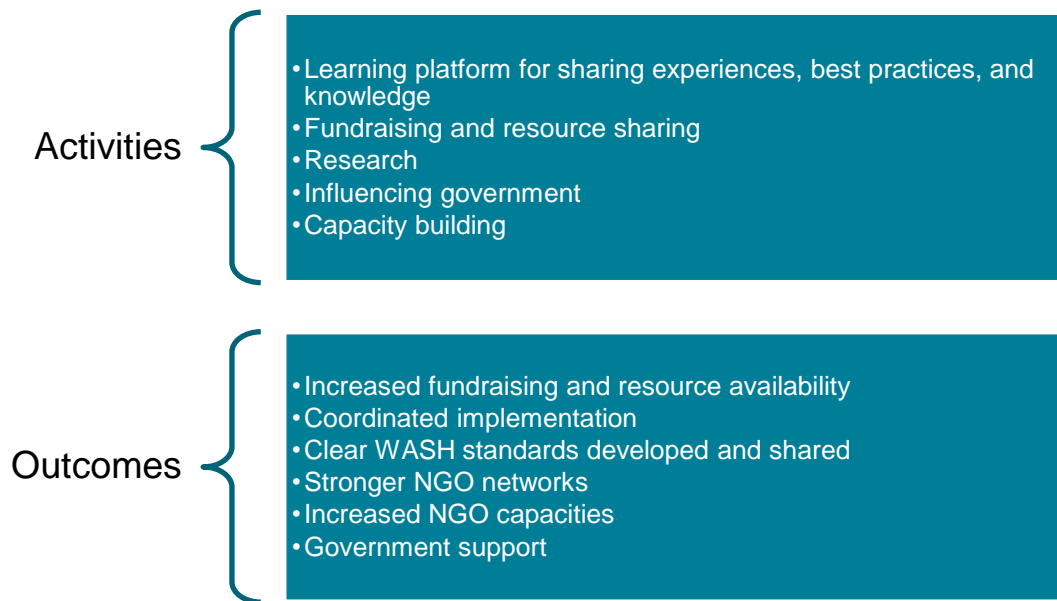 Activities
•Learning platform for sharing experiences, best practices, and
knowledge
•Fundraising and resource sharing
•Research
•Influencing government
•Capacity building
Outcomes
•Increased fundraising and resource availability
•Coordinated implementation
•Clear WASH standards developed and shared
•Stronger NGO networks
•Increased NGO capacities
•Government support